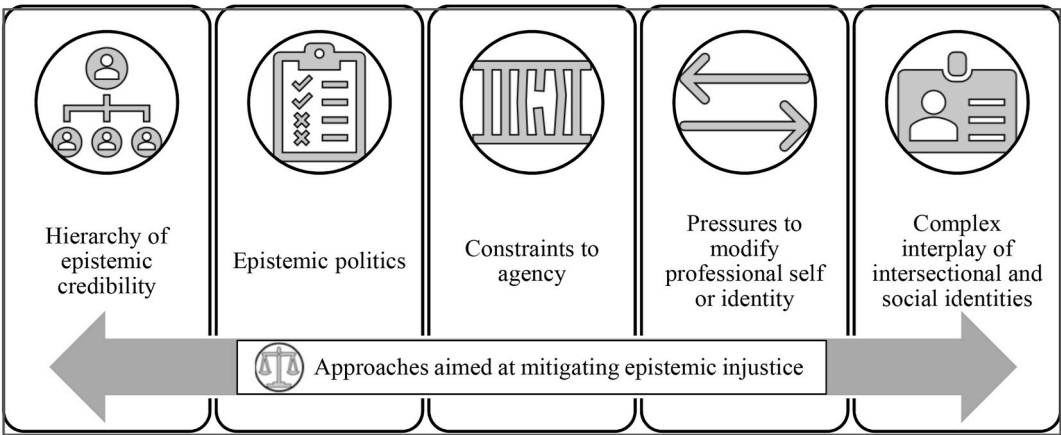 Hierarchy of
epistemic
credibility
Epistemic politics
Constraints to
agency
Pressures to
modify
professional self
or identity
Complex
interplay of
intersectional and
social identities
Approaches aimed at mitigating epistemic injustice